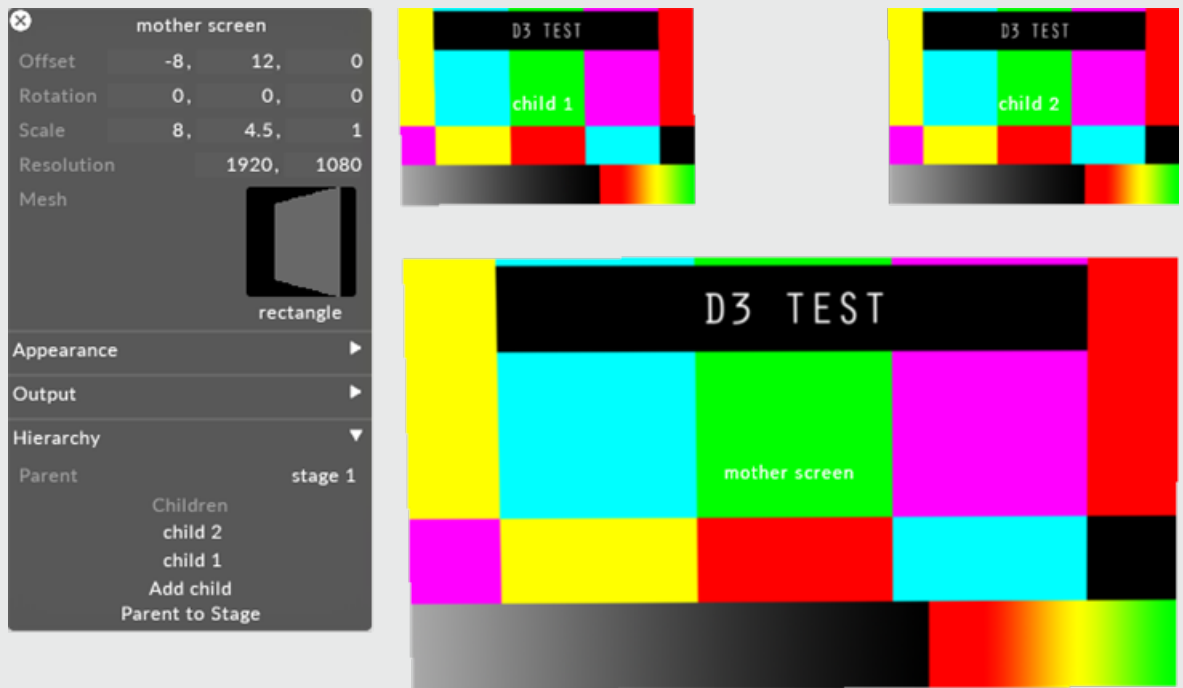 mother screen
Offset -8, 12, 0
Rotation 0, 0, 0
Scale 8, 4.5, 1
Resolution 1920, 1080
Mesh
rectangle
Appearance
Output
Hierarchy
Parent stage 1
Children
child 2
child 1
Add child
Parent to Stage
D3 TEST
child 1
D3 TEST
child 2
D3 TEST
mother screen